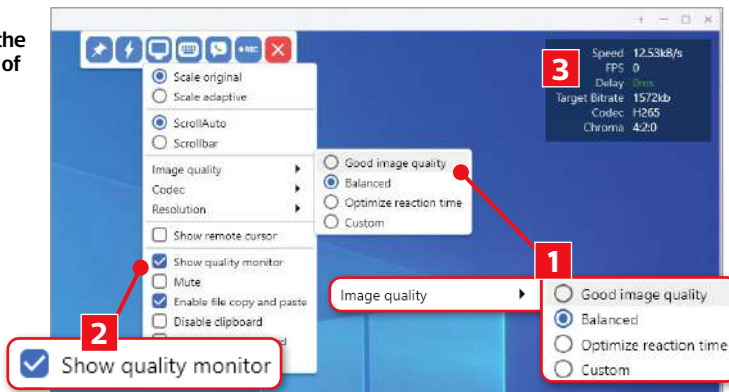 the
of
REC
Scale original
Scale adaptive
ScrollAuto
Scrollbar
Image quality
Codec
Resolution
Show remote cursor
Show quality monitor
Mute
Enable file copy and paste
Disable clipboard
Good image quality
Balanced
Optimize reaction time
Custom
3
Speed 12.53kB/s
FPS 0
Delay 0ms
Target Bitrate 1572kb
Codec H265
Chroma 4:2:0
1
Image quality
Good image quality
Balanced
Optimize reaction time
Custom
2
Show quality monitor